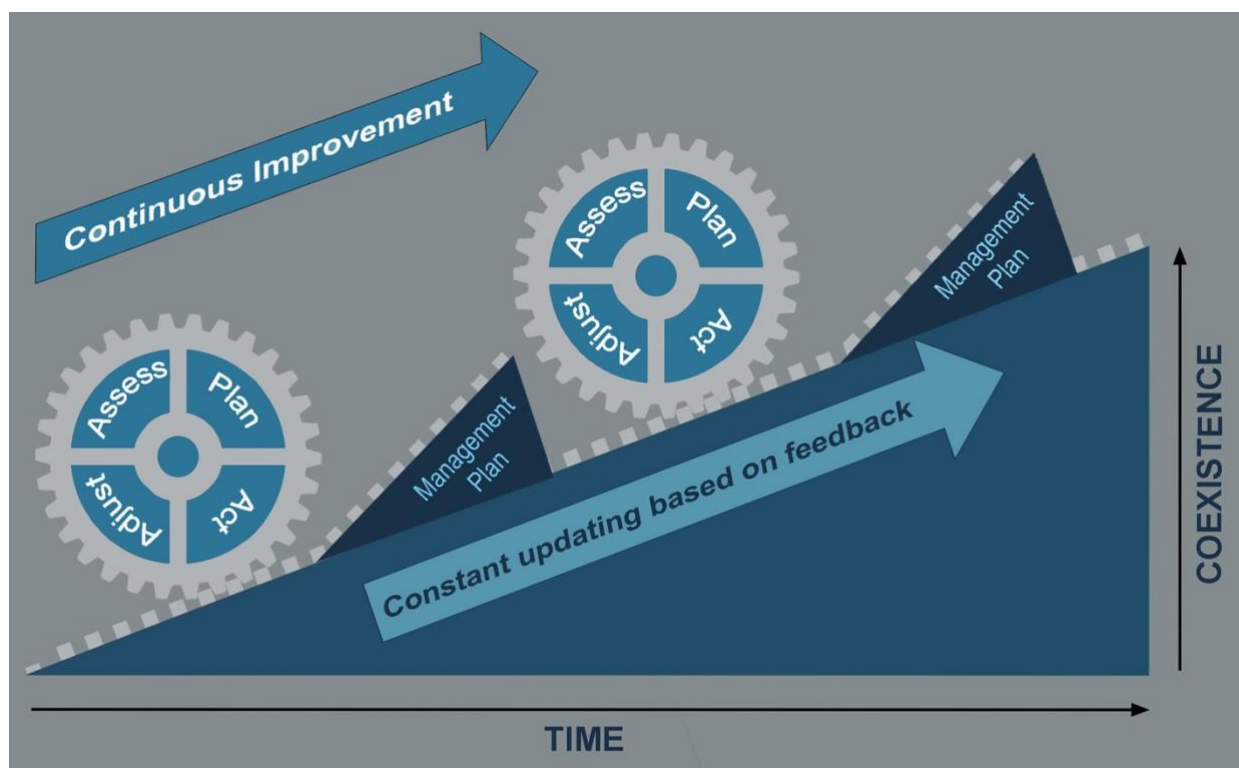 Continuous Improvement
Assess
Plan
Adjust
Act
Management
Plan
Assess
Plan
Adjust
Act
Management
Plan
Constant updating based on feedback
COEXISTENCE
TIME